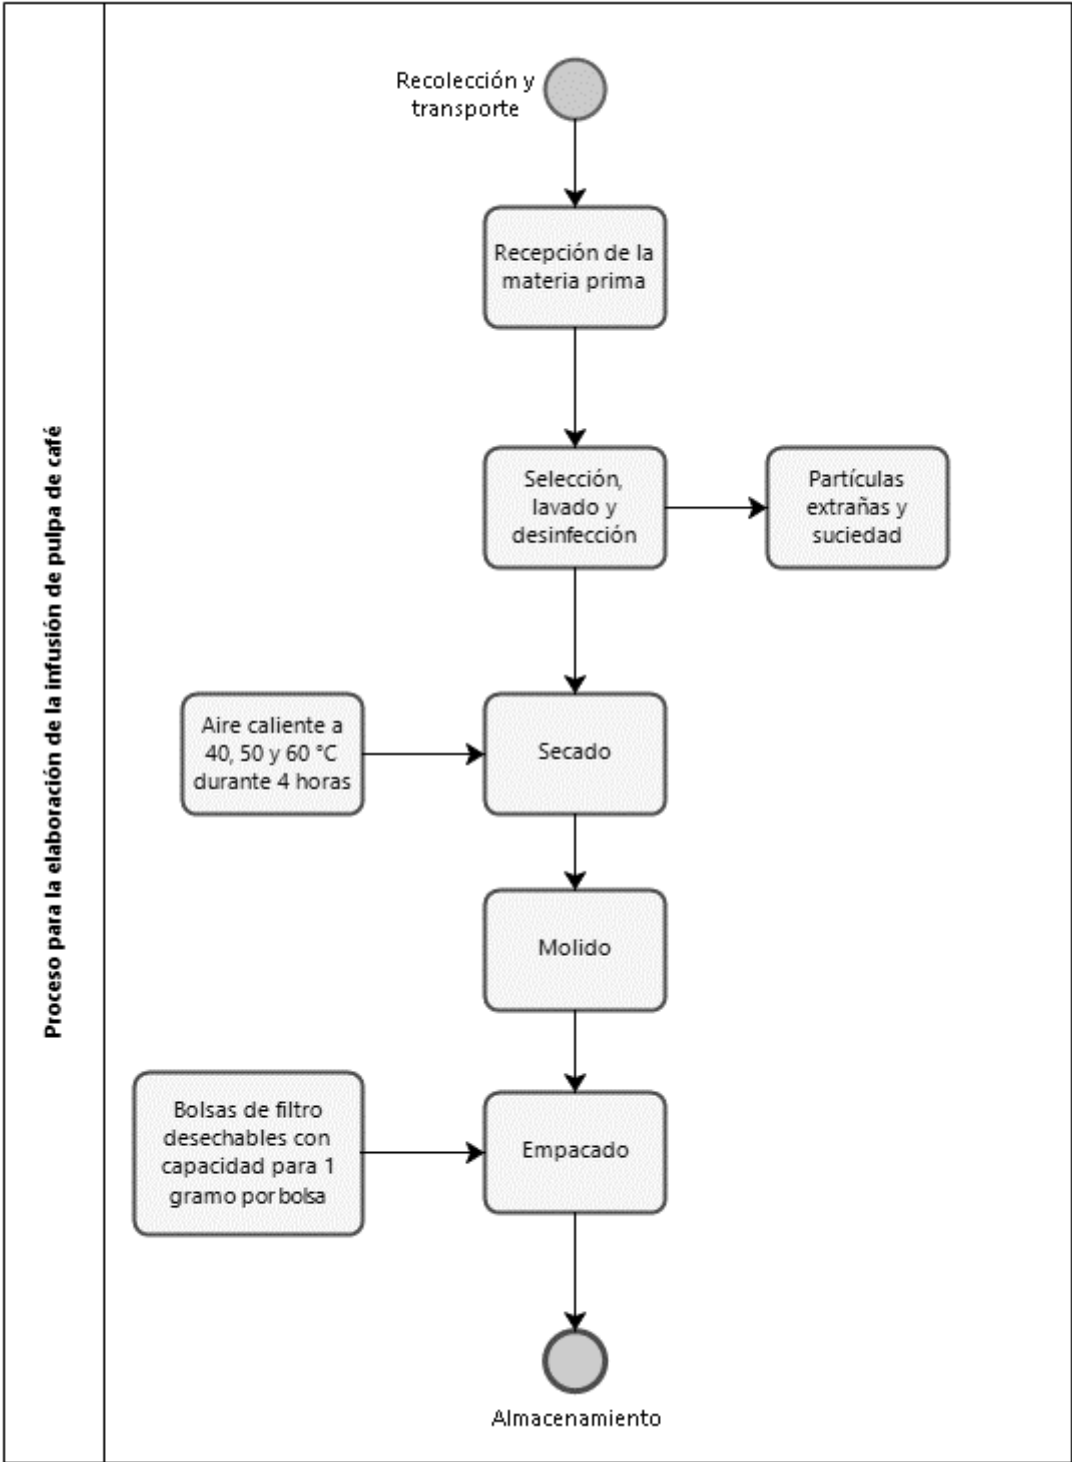 Proceso para la elaboración de la infusión de pulpa de café
Recolección y
transporte
Recepción de la
materia prima
Selección,
lavado y
desinfección
Partículas
extrañas y
suciedad
Aire caliente a
40, 50 y 60 °C
durante 4 horas
Secado
Molido
Bolsas de filtro
desechables con
capacidad para 1
gramo por bolsa
Empacado
Almacenamiento